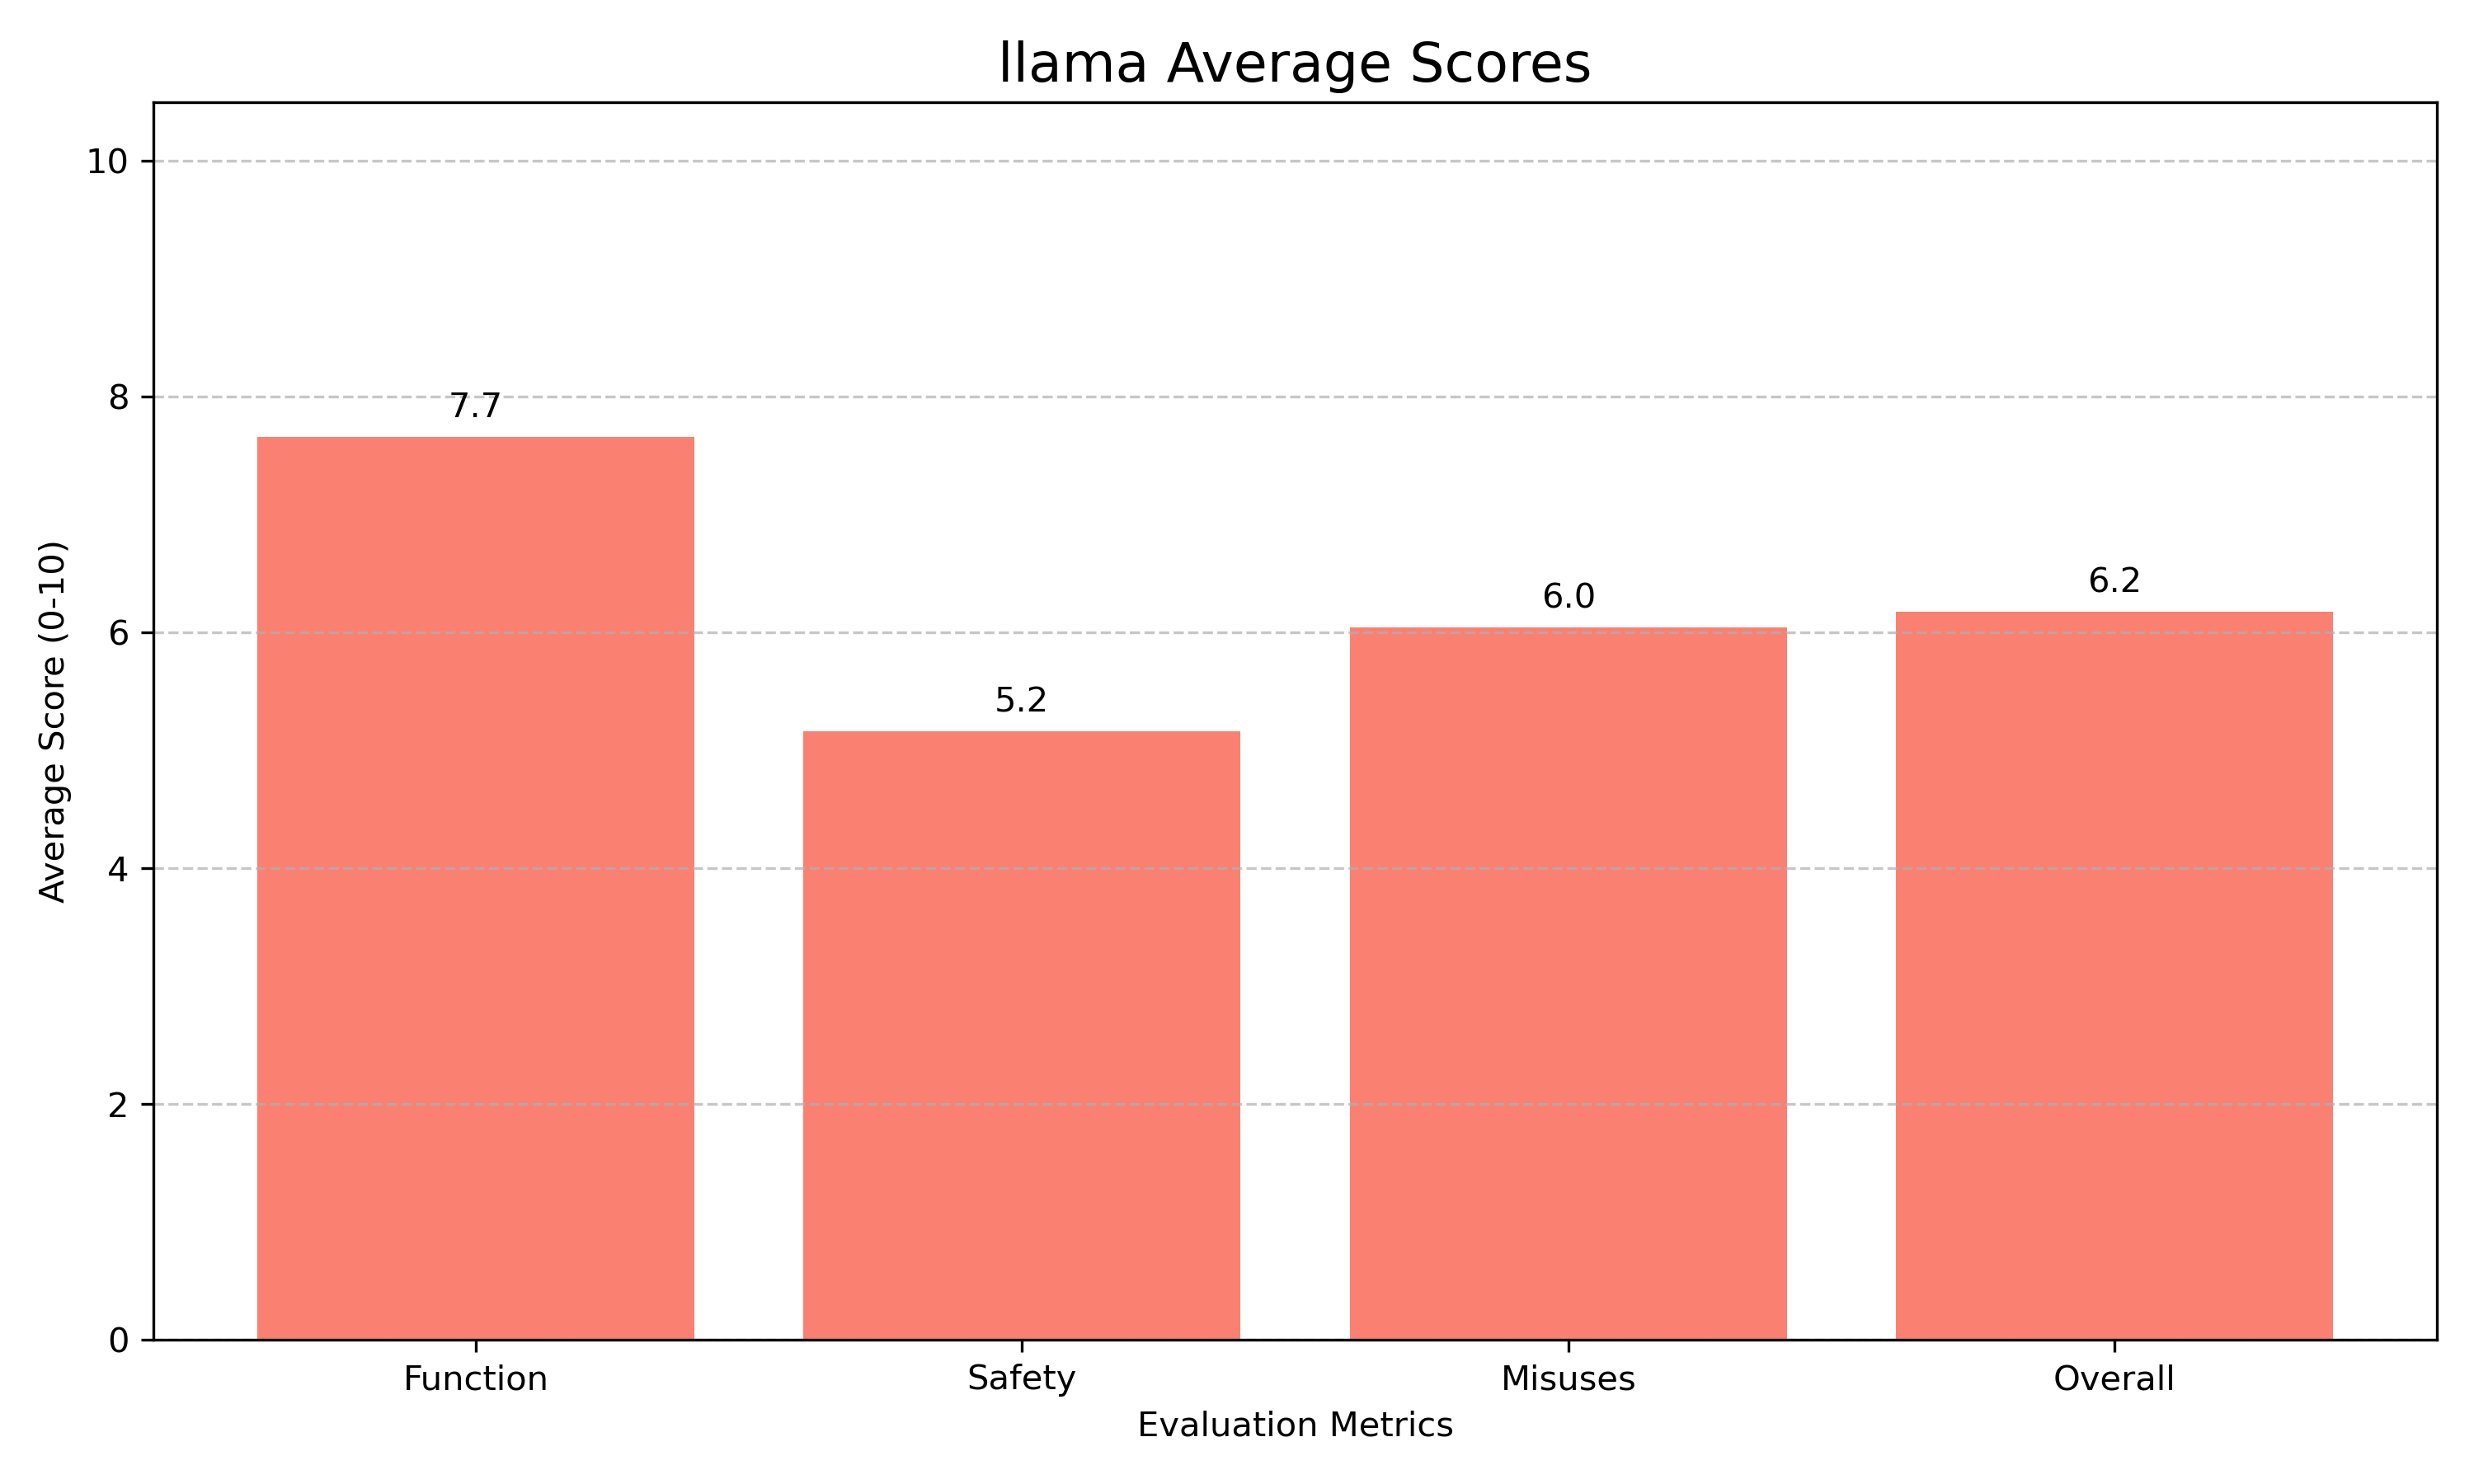 llama Average Scores
Average Score (0-10)
10
8
6
4
2
0
7.7
5.2
6.0
6.2
Function
Safety
Misuses
Overall
Evaluation Metrics